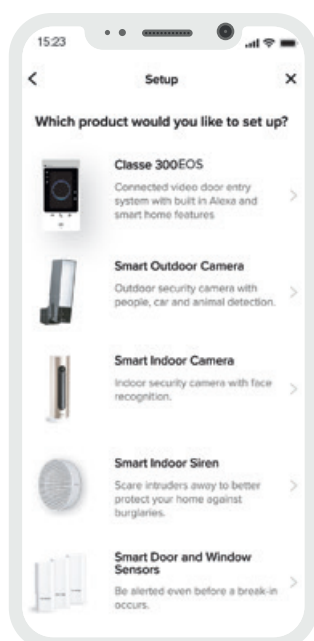 15:23
Setup
Which product would you like to set up?
Classe 300EOS
Connected video door entry
system with built in Alexa and
smart home features
Smart Outdoor Camera
Outdoor security camera with
people, car and animal detection.
Smart Indoor Camera
Indoor security camera with face
recognition.
Smart Indoor Siren
Scare intruders away to better
protect your home against
burglaries.
Smart Door and Window
Sensors
Be alerted even before a break-in
occurs.